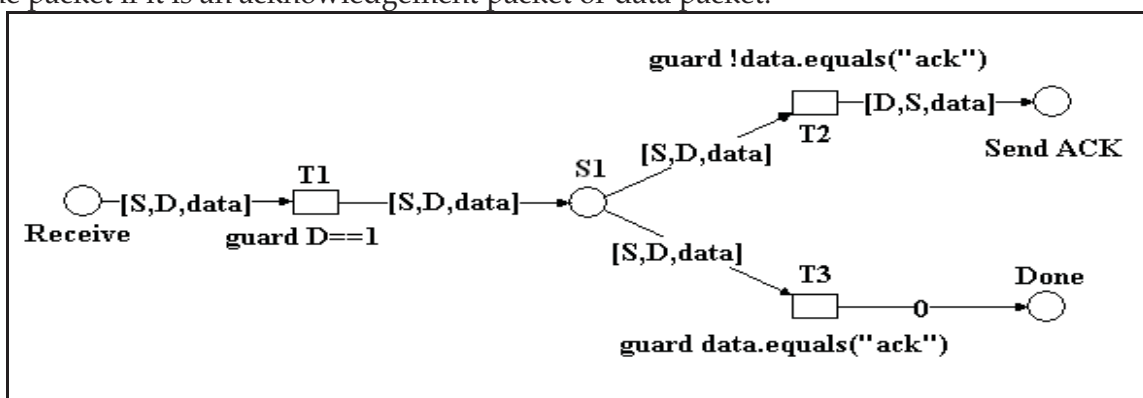 he packet if it is an acknowledgement packet or data packet.
guard !data.equals("ack")
[D,S,data]
T2
Send ACK
[S,D,data]
S1
T1
[S,D,data]
[S,D,data]
Receive
guard D==1
[S,D,data]
T3
Done
0
guard data.equals("ack")